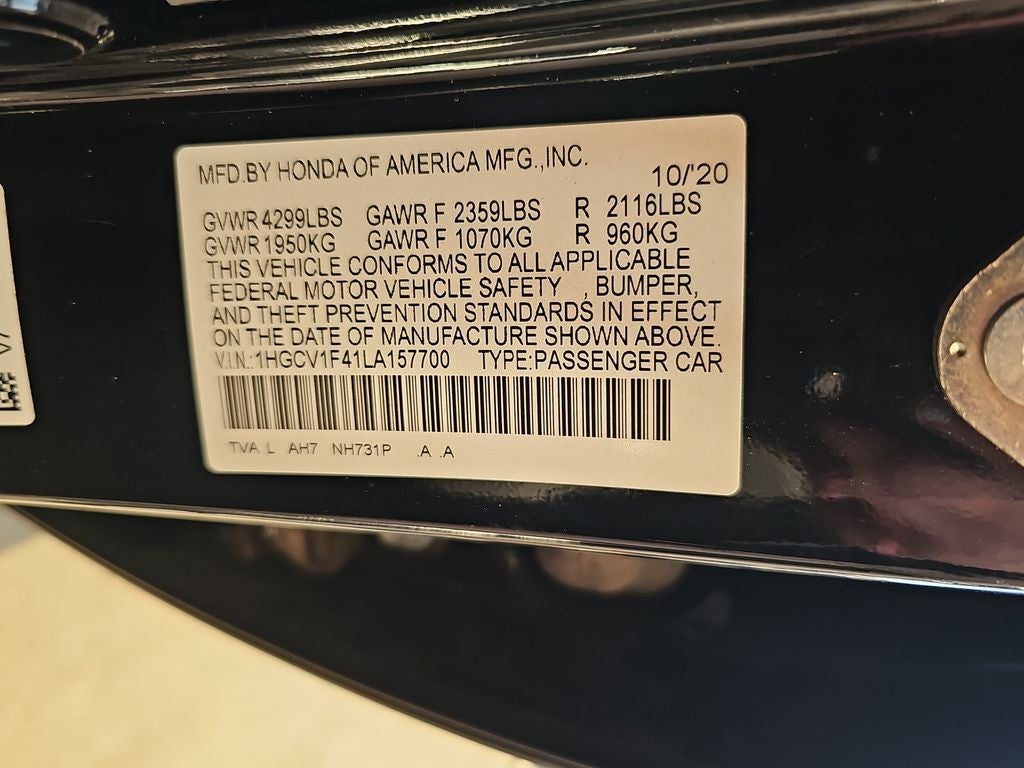 MFD.BY HONDA OF AMERICA MFG.,INC.
10/'20
GVWR 4299LBS GAWR F 2359LBS R 2116LBS
GVWR 1950KG GAWR F 1070KG R 960KG
THIS VEHICLE CONFORMS TO ALL APPLICABLE
FEDERAL MOTOR VEHICLE SAFETY , BUMPER,
AND THEFT PREVENTION STANDARDS IN EFFECT
ON THE DATE OF MANUFACTURE SHOWN ABOVE.
V.I.N.:1HGCV1F41LA157700 TYPE:PASSENGER CAR
TVA L AH7 NH731P .A .A